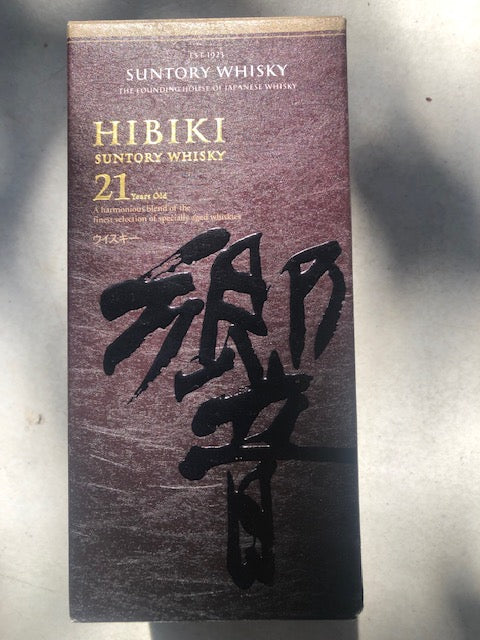 EST. 1923
SUNTORY WHISKY
THE FOUNDING HOUSE OF JAPANESE WHISKY
HIBIKI
SUNTORY WHISKY
21 Years Old
A harmonious blend of the
finest selection of specially aged whiskies
ウイスキー
響